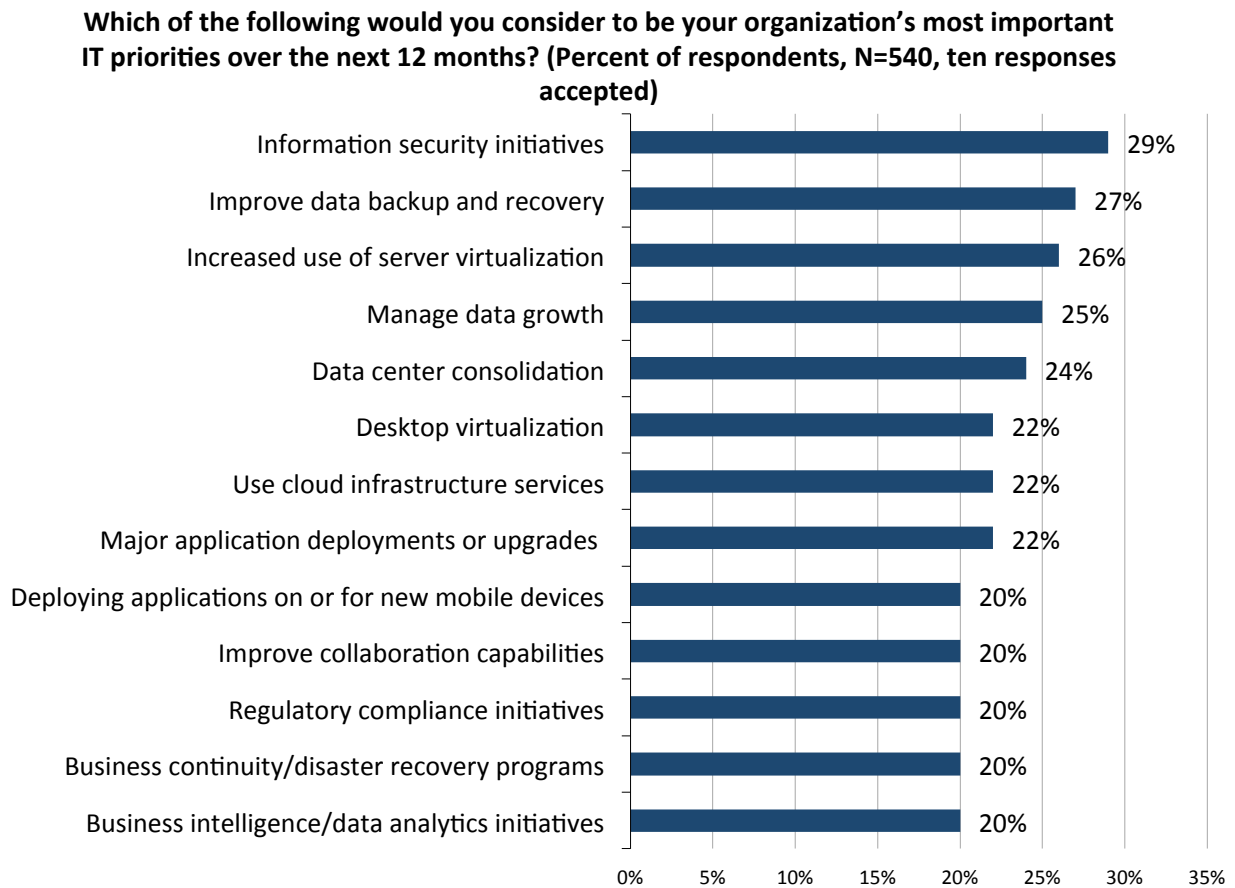 Which of the following would you consider to be your organization’s most important
IT priorities over the next 12 months? (Percent of respondents, N=540, ten responses
accepted)
Information security initiatives 29%
Improve data backup and recovery 27%
Increased use of server virtualization 26%
Manage data growth 25%
Data center consolidation 24%
Desktop virtualization 22%
Use cloud infrastructure services 22%
Major application deployments or upgrades 22%
Deploying applications on or for new mobile devices 20%
Improve collaboration capabilities 20%
Regulatory compliance initiatives 20%
Business continuity/disaster recovery programs 20%
Business intelligence/data analytics initiatives 20%
0% 5% 10% 15% 20% 25% 30% 35%